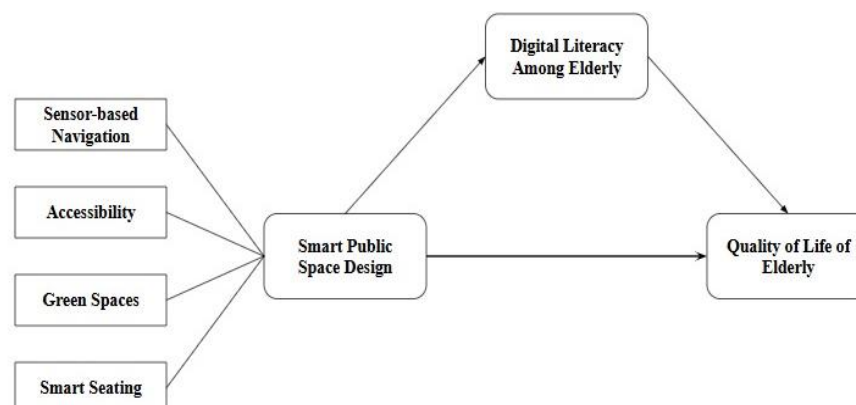 Digital Literacy
Among Elderly
Sensor-based
Navigation
Accessibility
Smart Public
Space Design
Quality of Life of
Elderly
Green Spaces
Smart Seating